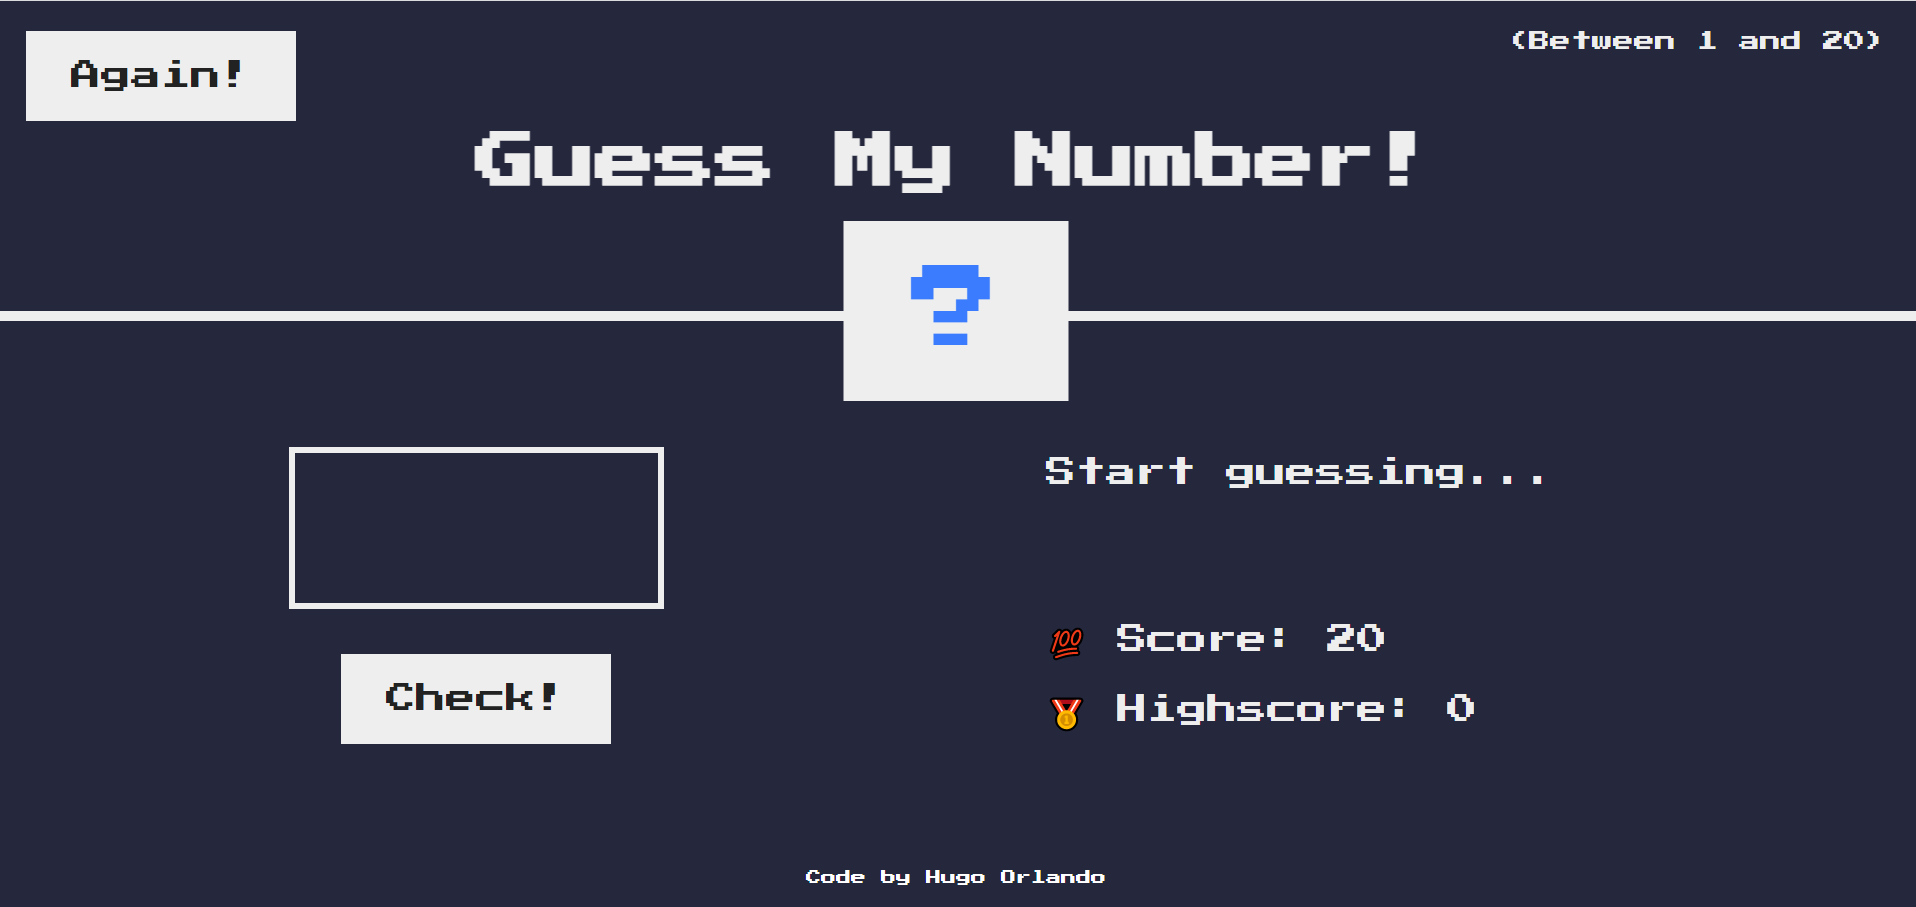 Again!
(Between 1 and 20)
Guess My Number!
?
Start guessing...
💯 Score: 20
🥇 Highscore: 0
Check!
Code by Hugo Orlando